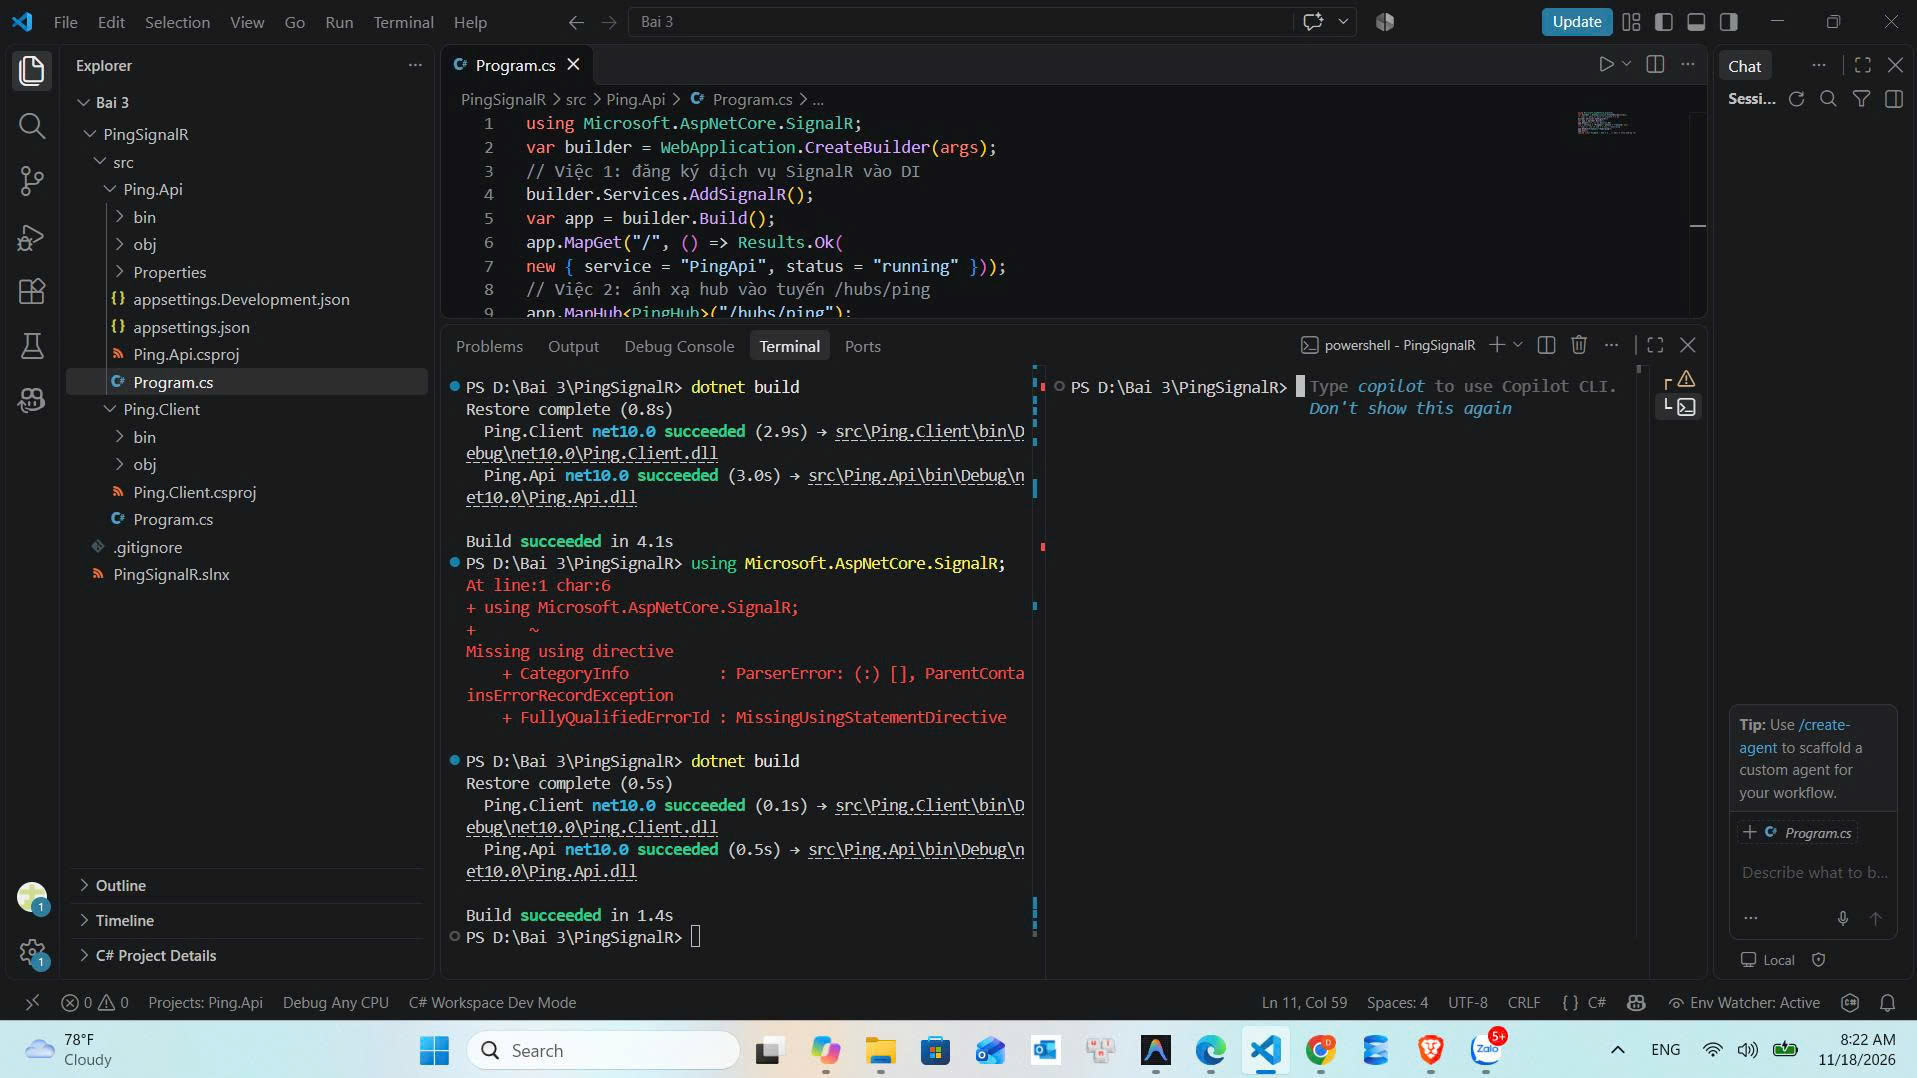 File Edit Selection View Go Run Terminal Help
Bai 3
Update
Explorer
Bai 3
PingSignalR
src
Ping.Api
bin
obj
Properties
{} appsettings.Development.json
{} appsettings.json
Ping.Api.csproj
C# Program.cs
Ping.Client
bin
obj
Ping.Client.csproj
C# Program.cs
.gitignore
PingSignalR.slnx
Outline
Timeline
C# Project Details
1
1
C# Program.cs
PingSignalR > src > Ping.Api > C# Program.cs > ...
1 using Microsoft.AspNetCore.SignalR;
2 var builder = WebApplication.CreateBuilder(args);
3 // Việc 1: đăng ký dịch vụ SignalR vào DI
4 builder.Services.AddSignalR();
5 var app = builder.Build();
6 app.MapGet("/", () => Results.Ok(
7 new { service = "PingApi", status = "running" }));
8 // Việc 2: ánh xạ hub vào tuyến /hubs/ping
9 app.MapHub<PingHub>("/hubs/ping");
Problems Output Debug Console Terminal Ports
powershell - PingSignalR
PS D:\Bai 3\PingSignalR> dotnet build
Restore complete (0.8s)
Ping.Client net10.0 succeeded (2.9s) → src\Ping.Client\bin\D
ebug\net10.0\Ping.Client.dll
Ping.Api net10.0 succeeded (3.0s) → src\Ping.Api\bin\Debug\n
et10.0\Ping.Api.dll
Build succeeded in 4.1s
PS D:\Bai 3\PingSignalR> using Microsoft.AspNetCore.SignalR;
At line:1 char:6
+ using Microsoft.AspNetCore.SignalR;
+ ~
Missing using directive
+ CategoryInfo : ParserError: (:) [], ParentConta
insErrorRecordException
+ FullyQualifiedErrorId : MissingUsingStatementDirective
PS D:\Bai 3\PingSignalR> dotnet build
Restore complete (0.5s)
Ping.Client net10.0 succeeded (0.1s) → src\Ping.Client\bin\D
ebug\net10.0\Ping.Client.dll
Ping.Api net10.0 succeeded (0.5s) → src\Ping.Api\bin\Debug\n
et10.0\Ping.Api.dll
Build succeeded in 1.4s
PS D:\Bai 3\PingSignalR>
PS D:\Bai 3\PingSignalR> Type copilot to use Copilot CLI.
Don't show this again
Chat
Sessi...
Tip: Use /create-
agent to scaffold a
custom agent for
your workflow.
C# Program.cs
Describe what to b...
Local
0 0 Projects: Ping.Api Debug Any CPU C# Workspace Dev Mode
Ln 11, Col 59 Spaces: 4 UTF-8 CRLF {} C# Env Watcher: Active
78°F
Cloudy
Search
Zalo
5+
ENG
8:22 AM
11/18/2026